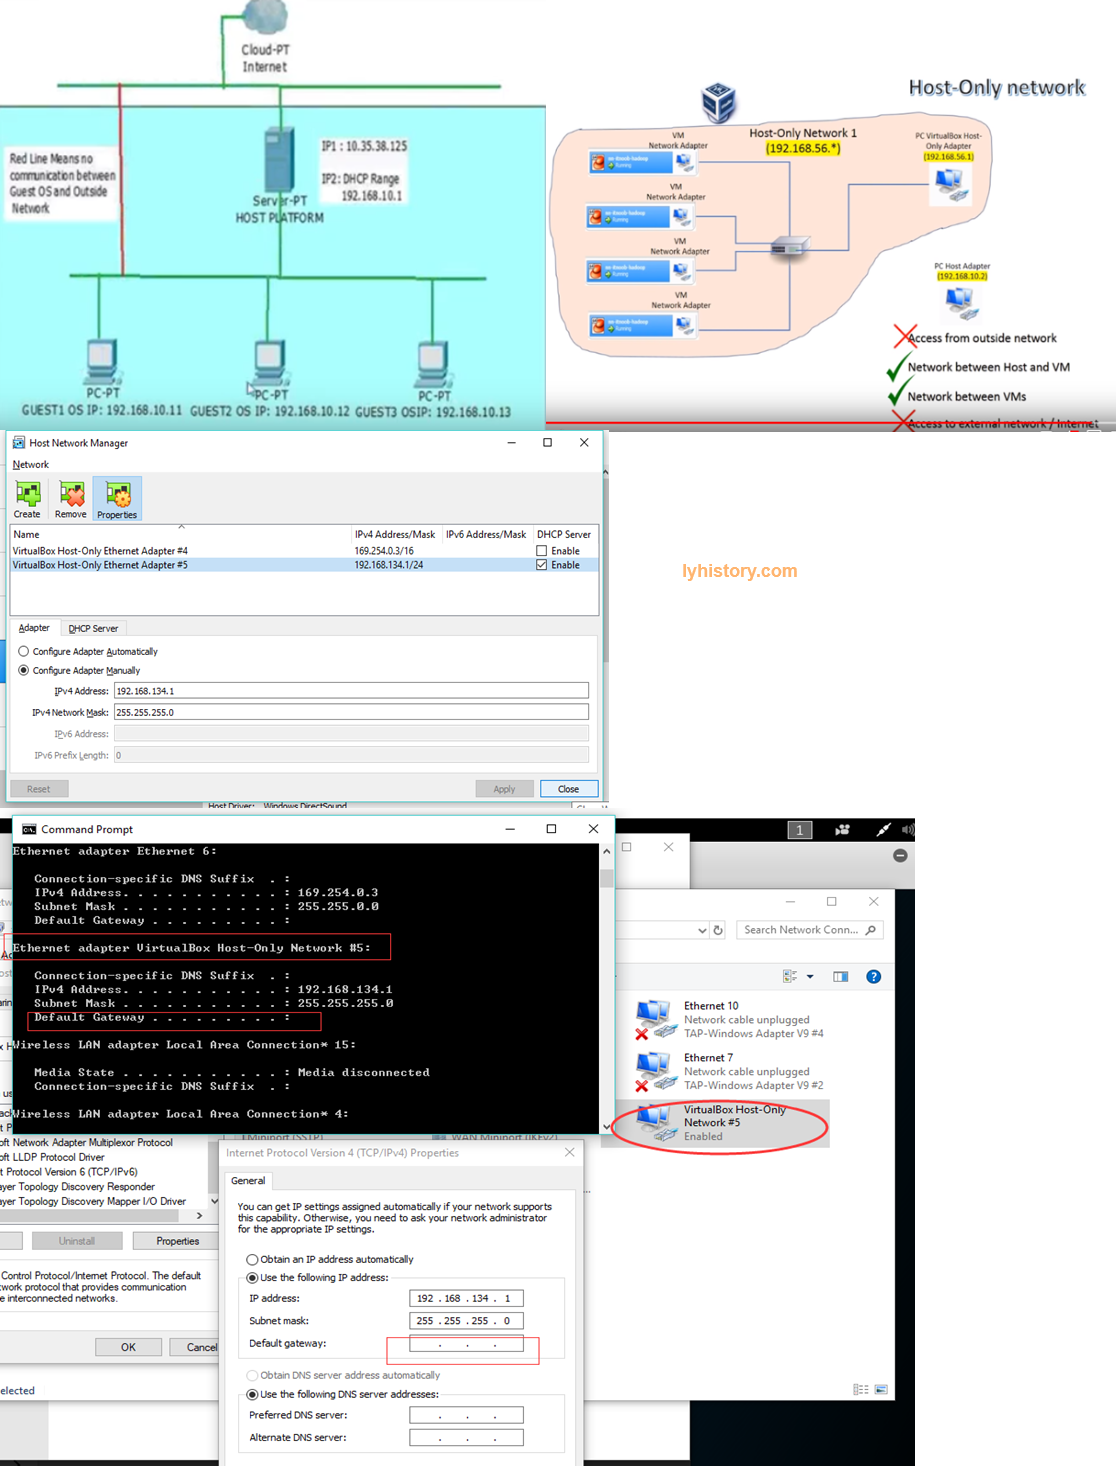 Cloud-PT
Internet
Red Line Means no
communication between
Guest OS and Outside
Network
IP1 : 10.35.38.125
IP2: DHCP Range
192.168.10.1
Server-PT
HOST PLATFORM
PC-PT
PC-PT
PC-PT
GUEST1 OS IP: 192.168.10.11
GUEST2 OS IP: 192.168.10.12
GUEST3 OSIP: 192.168.10.13
Host-Only network
VM
Network Adapter
Running
VM
Network Adapter
Running
VM
Network Adapter
Running
VM
Network Adapter
Running
Host-Only Network 1
(192.168.56.*)
PC VirtualBox Host-
Only Adapter
(192.168.56.1)
PC Host Adapter
(192.168.10.2)
Access from outside network
Network between Host and VM
Network between VMs
Access to external network / Internet
Host Network Manager
Network
Create
Remove
Properties
Name
IPv4 Address/Mask
IPv6 Address/Mask
DHCP Server
VirtualBox Host-Only Ethernet Adapter #4
169.254.0.3/16
Enable
VirtualBox Host-Only Ethernet Adapter #5
192.168.134.1/24
Enable
Adapter
DHCP Server
Configure Adapter Automatically
Configure Adapter Manually
IPv4 Address: 192.168.134.1
IPv4 Network Mask: 255.255.255.0
IPv6 Address:
IPv6 Prefix Length: 0
Reset
Apply
Close
Host Driver: Windows DirectSound
lyhistory.com
Command Prompt
Ethernet adapter Ethernet 6:
Connection-specific DNS Suffix . :
IPv4 Address. . . . . . . . . . . : 169.254.0.3
Subnet Mask . . . . . . . . . . . : 255.255.0.0
Default Gateway . . . . . . . . . :
Ethernet adapter VirtualBox Host-Only Network #5:
Connection-specific DNS Suffix . :
IPv4 Address. . . . . . . . . . . : 192.168.134.1
Subnet Mask . . . . . . . . . . . : 255.255.255.0
Default Gateway . . . . . . . . . :
Wireless LAN adapter Local Area Connection* 15:
Media State . . . . . . . . . . . : Media disconnected
Connection-specific DNS Suffix . :
Wireless LAN adapter Local Area Connection* 4:
1
Search Network Conn...
Ethernet 10
Network cable unplugged
TAP-Windows Adapter V9 #4
Ethernet 7
Network cable unplugged
TAP-Windows Adapter V9 #2
VirtualBox Host-Only
Network #5
Enabled
WAN Miniport (IKEv2)
oft Network Adapter Multiplexor Protocol
oft LLDP Protocol Driver
t Protocol Version 6 (TCP/IPv6)
ayer Topology Discovery Responder
ayer Topology Discovery Mapper I/O Driver
Uninstall
Properties
Control Protocol/Internet Protocol. The default
twork protocol that provides communication
e interconnected networks.
OK
Cancel
elected
Internet Protocol Version 4 (TCP/IPv4) Properties
General
You can get IP settings assigned automatically if your network supports
this capability. Otherwise, you need to ask your network administrator
for the appropriate IP settings.
Obtain an IP address automatically
Use the following IP address:
IP address: 192 . 168 . 134 . 1
Subnet mask: 255 . 255 . 255 . 0
Default gateway: . . .
Obtain DNS server address automatically
Use the following DNS server addresses:
Preferred DNS server: . . .
Alternate DNS server: . . .